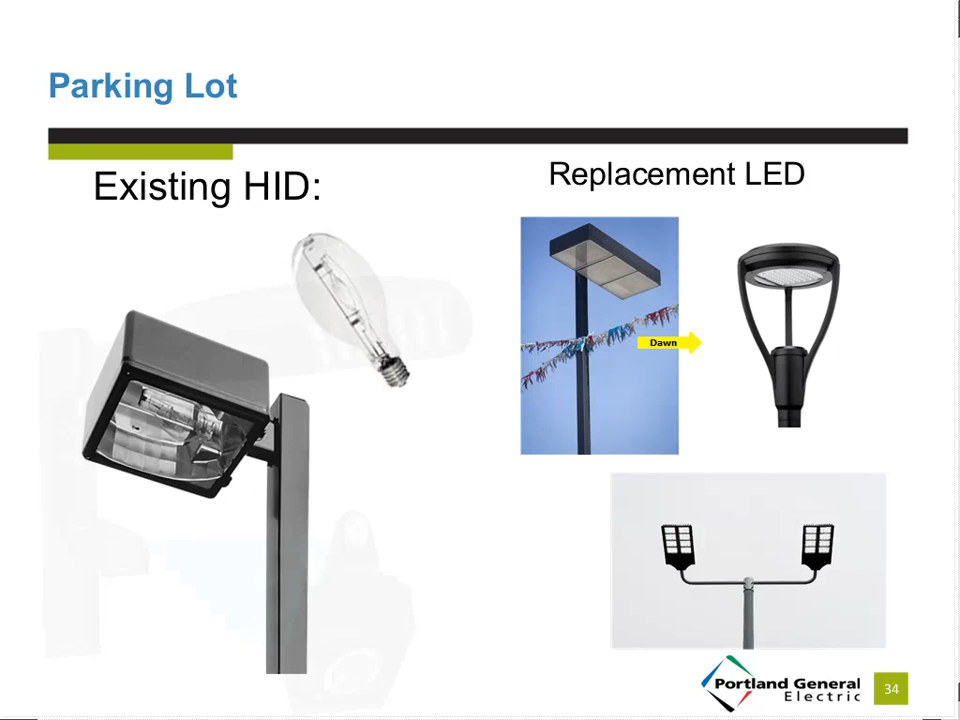 Parking Lot
Existing HID:
Replacement LED
Dawn
Portland General
Electric
34